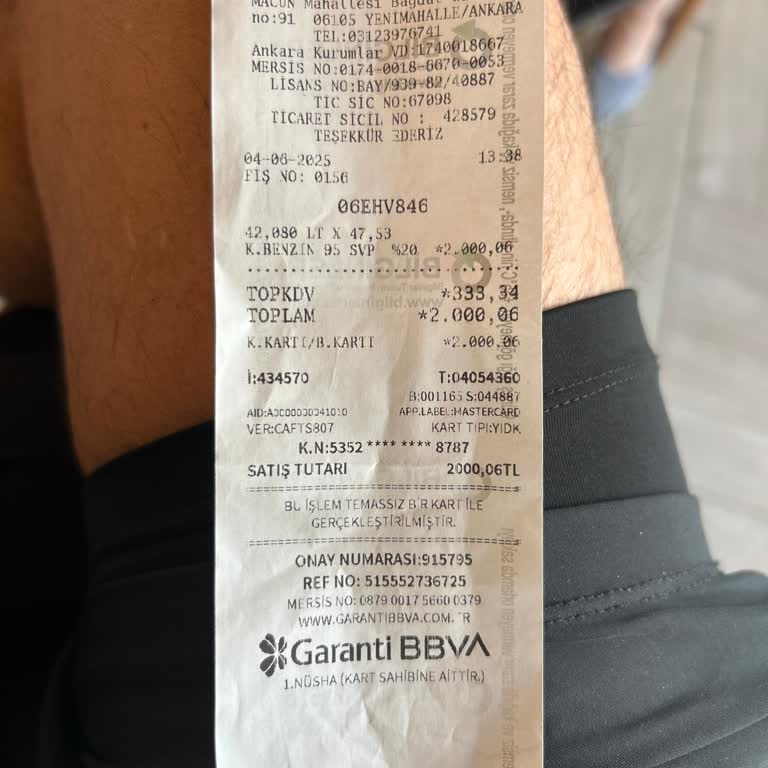 MACUN Mahallesi Bağdat
no:91 06105 YENİMAHALLE/ANKARA
TEL:03123976741
Ankara Kurumlar VD 1740018667
MERSIS NO:0174-0018-6670-0053
LİSANS NO:BAY/939-82/40887
TIC SIC NO:67098
TICARET SİCİL NO : 428579
TEŞEKKÜR EDERİZ
04-06-2025 13:38
FİŞ NO: 0156
06EHV846
42,080 LT X 47,53
K.BENZİN 95 SVP %20 *2.000,06
TOPKDV *333,34
TOPLAM *2.000,06
K.KARTI/B.KARTI *2.000,06
İ:434570 T:04054360
B:001165 S:044887
AID:A0000000041010 APP.LABEL:MASTERCARD
VER:CAFTS807 KART TIPI:YIDK
K.N:5352 **** **** 8787
SATIŞ TUTARI 2000,06TL
BU İŞLEM TEMASSIZ BİR KART İLE
GERÇEKLEŞTİRİLMİŞTİR.
ONAY NUMARASI:915795
REF NO: 515552736725
MERSİS NO: 0879 0017 5660 0379
WWW.GARANTIBBVA.COM.TR
Garanti BBVA
1.NÜSHA (KART SAHİBİNE AİTTİR.)